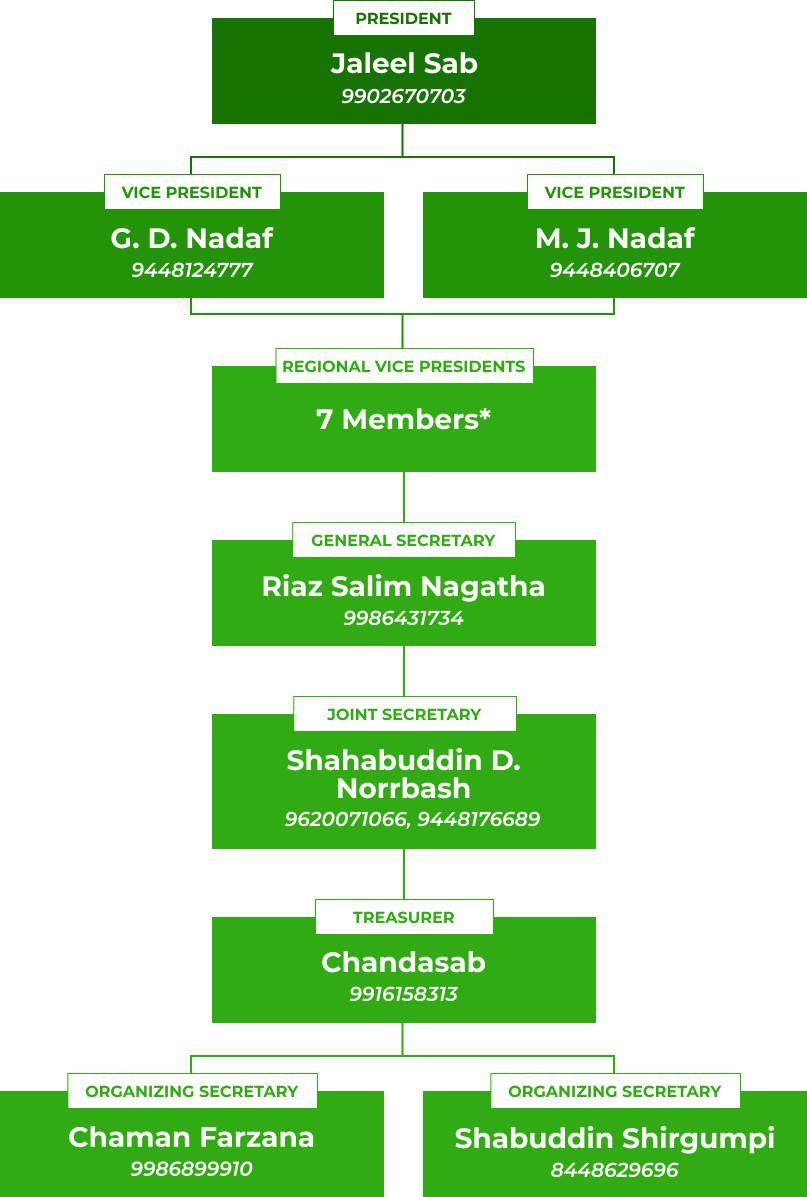 PRESIDENT
Jaleel Sab
9902670703
VICE PRESIDENT
G. D. Nadaf
9448124777
VICE PRESIDENT
M. J. Nadaf
9448406707
REGIONAL VICE PRESIDENTS
7 Members*
GENERAL SECRETARY
Riaz Salim Nagatha
9986431734
JOINT SECRETARY
Shahabuddin D.
Norrbash
9620071066, 9448176689
TREASURER
Chandasab
9916158313
ORGANIZING SECRETARY
Chaman Farzana
9986899910
ORGANIZING SECRETARY
Shabuddin Shirgumpi
8448629696